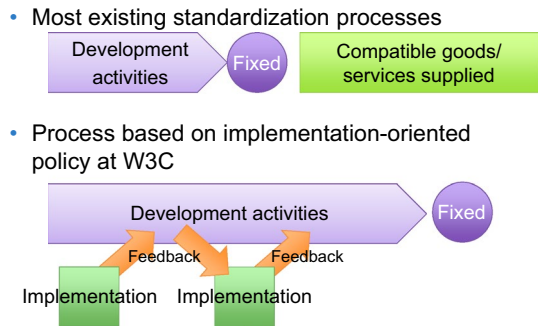 • Most existing standardization processes
Development
activities
Fixed
Compatible goods/
services supplied
• Process based on implementation-oriented
policy at W3C
Development activities
Fixed
Feedback
Feedback
Implementation
Implementation